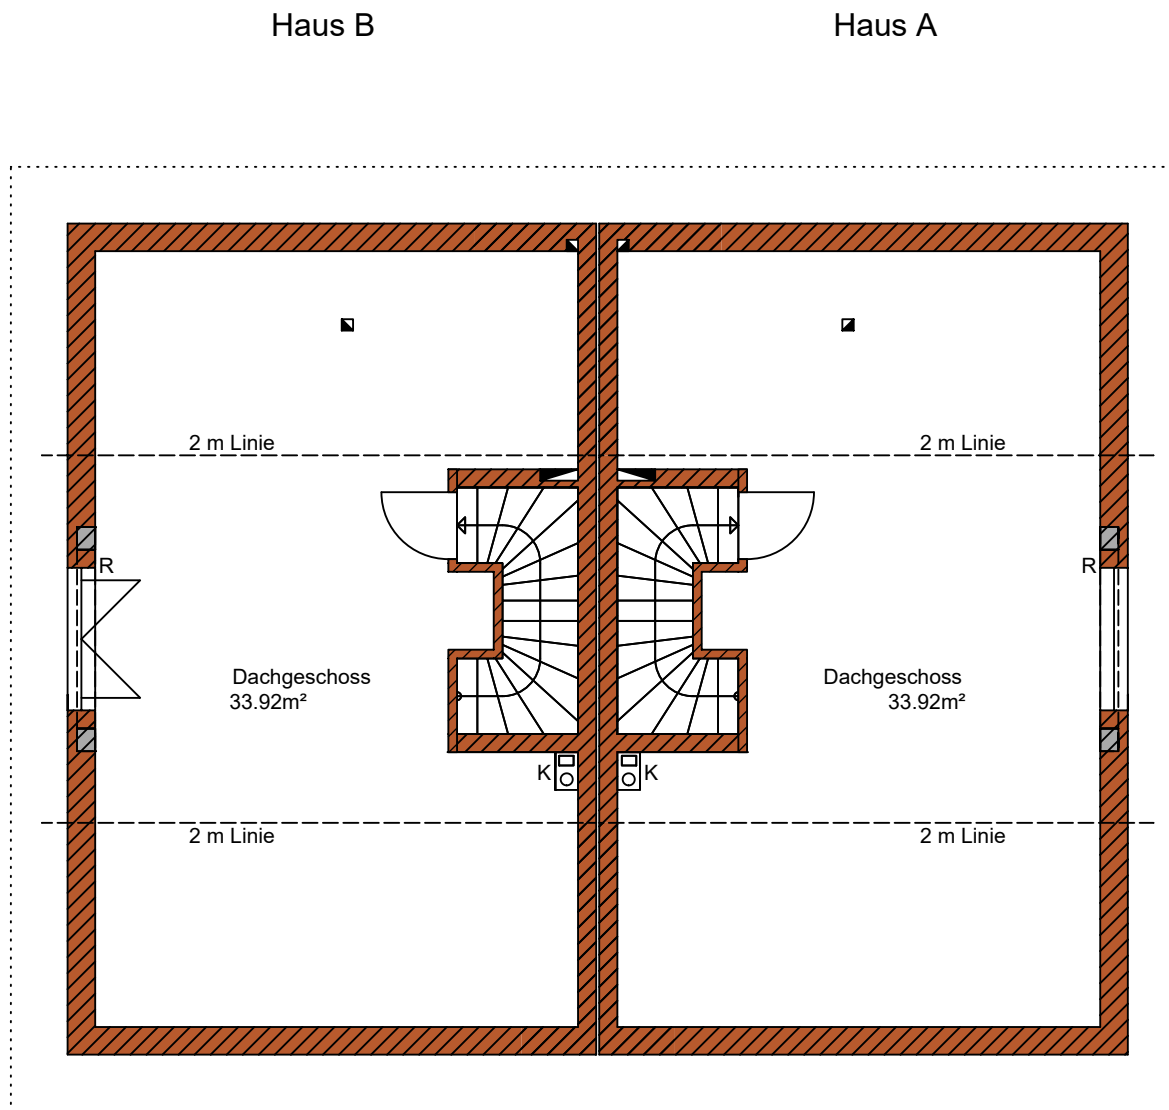 Haus B
Haus A
2 m Linie
2 m Linie
R
R
Dachgeschoss
33.92m²
Dachgeschoss
33.92m²
K
K
2 m Linie
2 m Linie